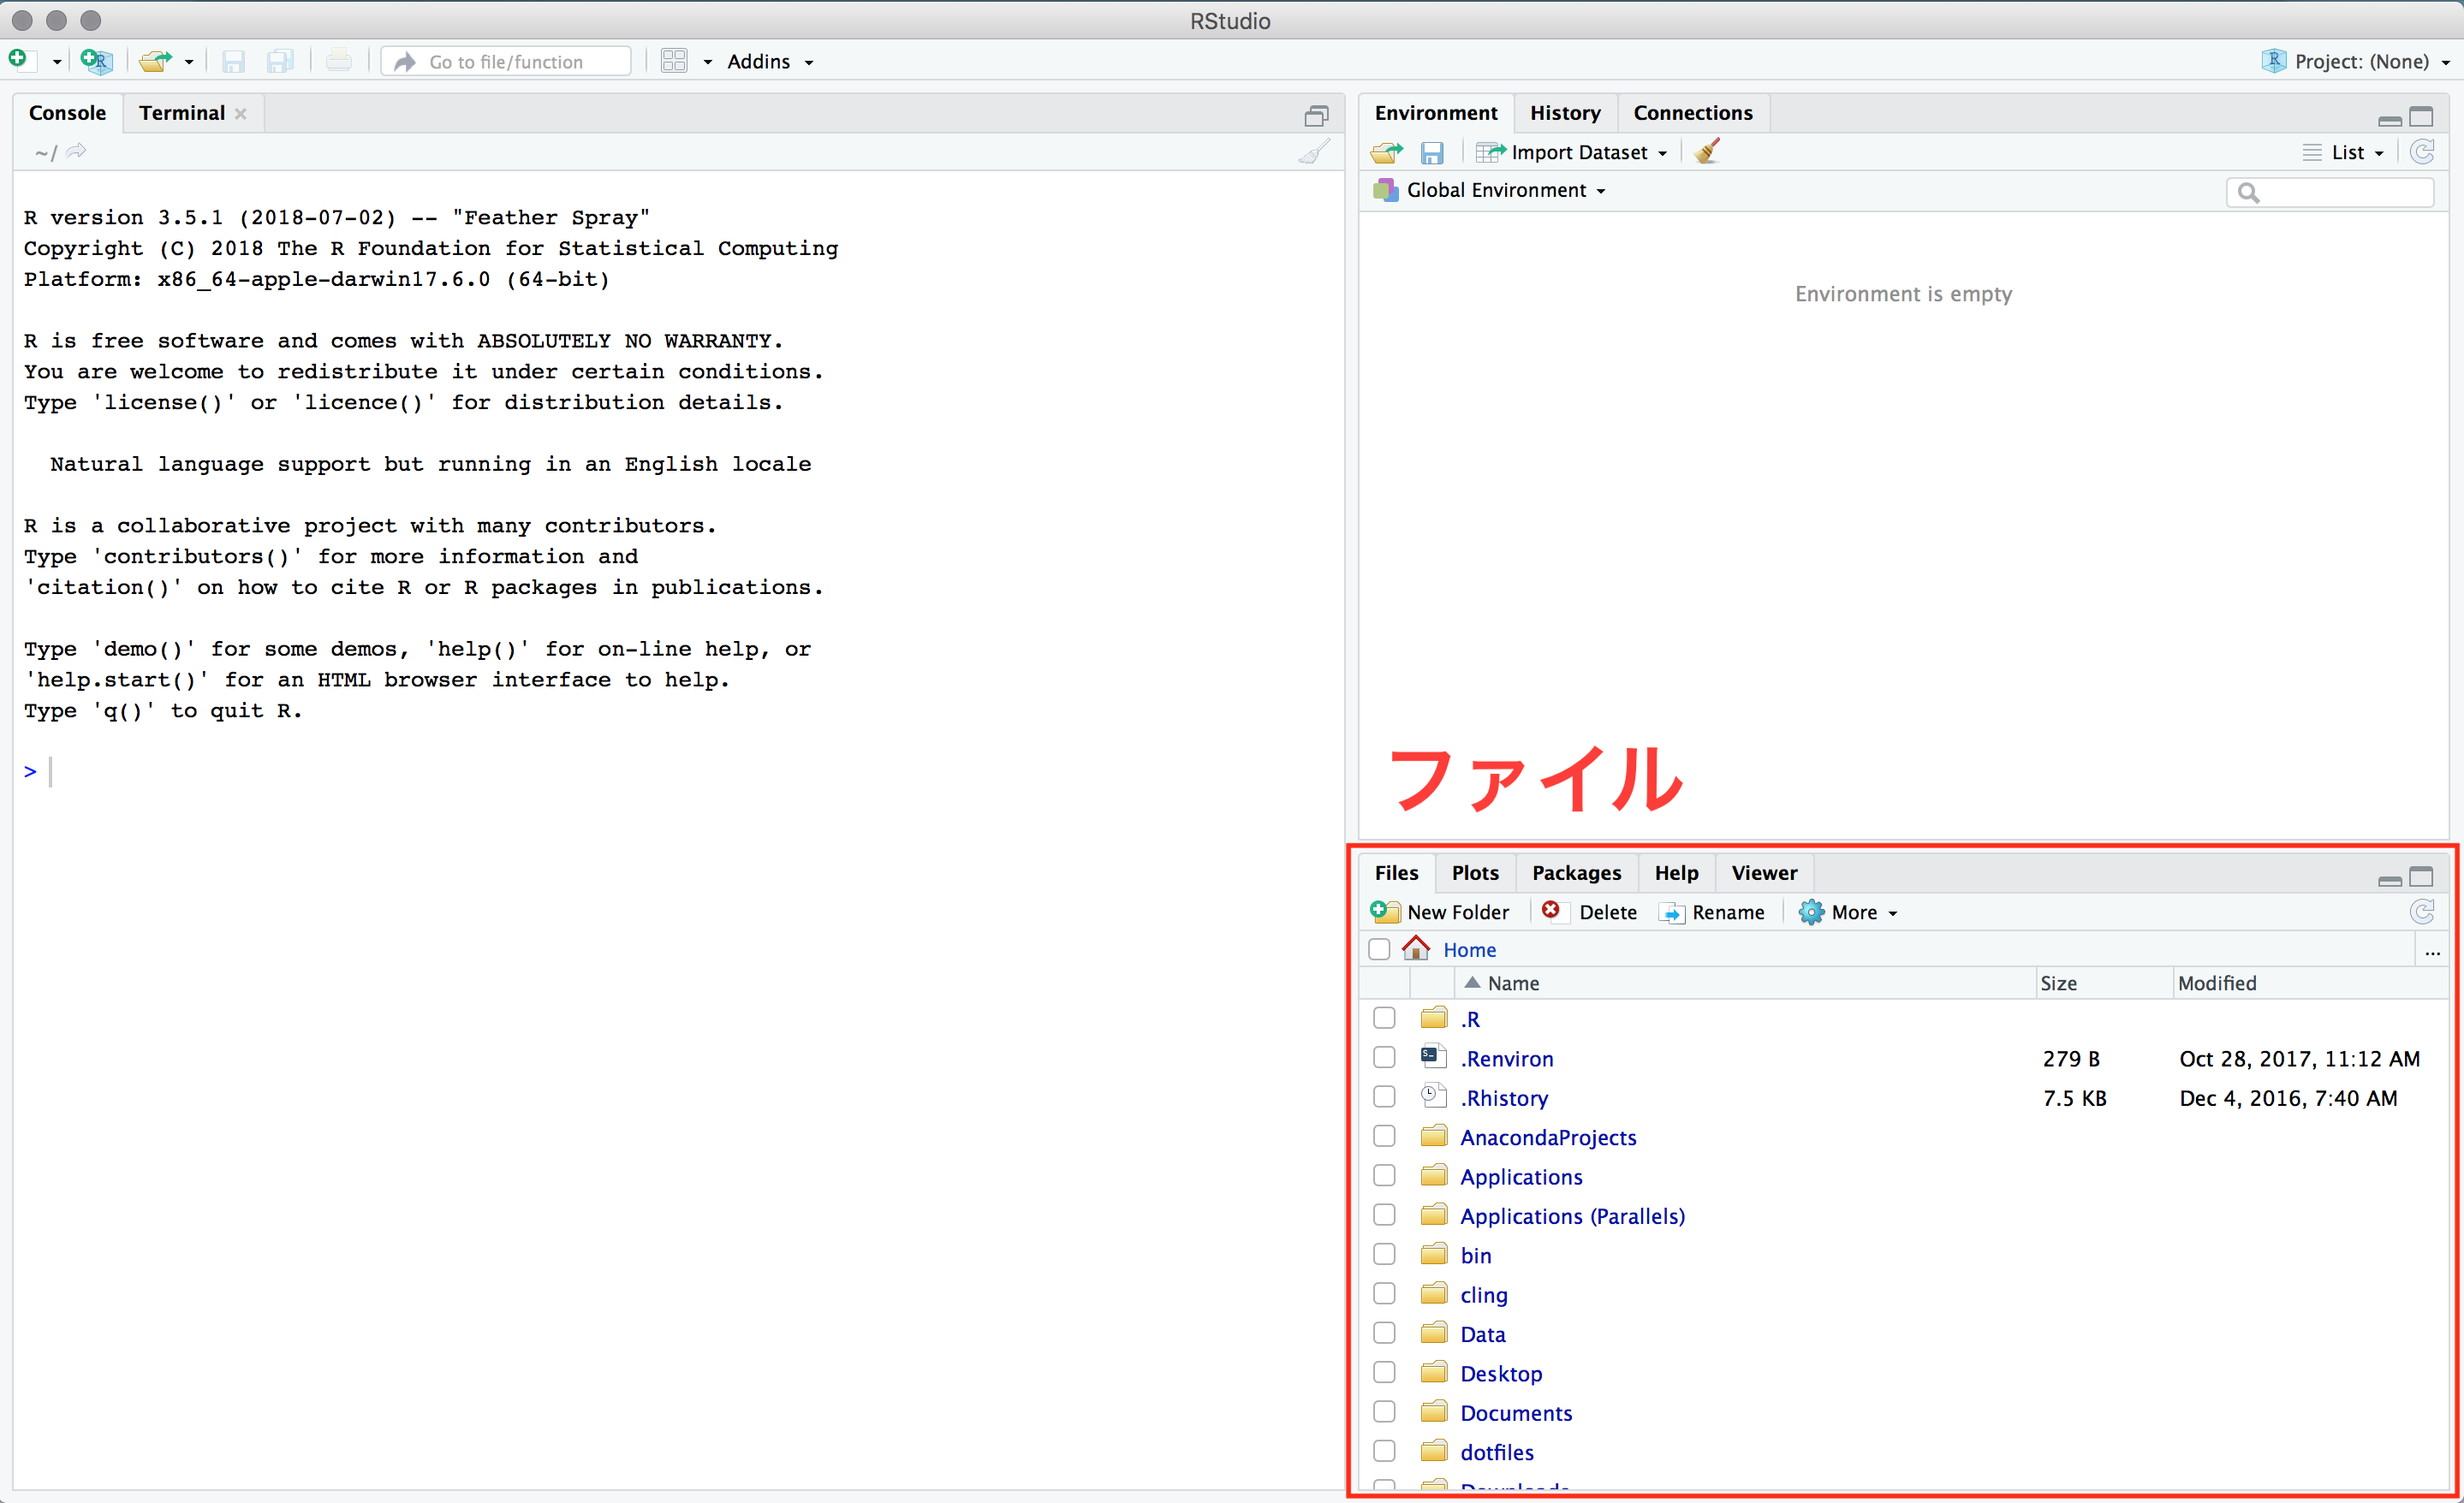 RStudio
Go to file/function
Addins
Project: (None)
Console
Terminal
~/
R version 3.5.1 (2018-07-02) -- "Feather Spray"
Copyright (C) 2018 The R Foundation for Statistical Computing
Platform: x86_64-apple-darwin17.6.0 (64-bit)
R is free software and comes with ABSOLUTELY NO WARRANTY.
You are welcome to redistribute it under certain conditions.
Type 'license()' or 'licence()' for distribution details.
Natural language support but running in an English locale
R is a collaborative project with many contributors.
Type 'contributors()' for more information and
'citation()' on how to cite R or R packages in publications.
Type 'demo()' for some demos, 'help()' for on-line help, or
'help.start()' for an HTML browser interface to help.
Type 'q()' to quit R.
>
Environment
History
Connections
Import Dataset
List
Global Environment
Environment is empty
ファイル
Files
Plots
Packages
Help
Viewer
New Folder
Delete
Rename
More
Home
...
Name
Size
Modified
.R
.Renviron 279 B Oct 28, 2017, 11:12 AM
.Rhistory 7.5 KB Dec 4, 2016, 7:40 AM
AnacondaProjects
Applications
Applications (Parallels)
bin
cling
Data
Desktop
Documents
dotfiles